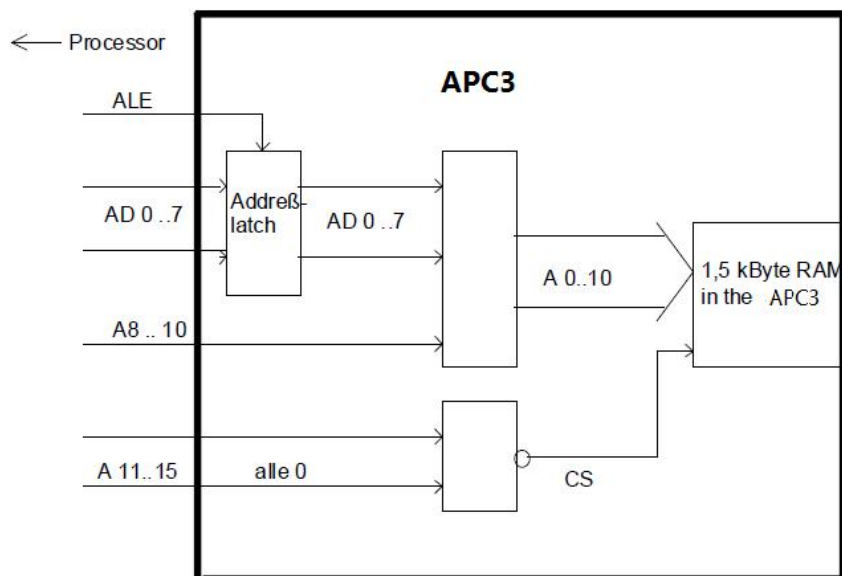 Processor
APC3
ALE
Addreß-
latch
AD 0 ..7
AD 0 ..7
1,5 kByte RAM
in the APC3
A 0..10
A8 .. 10
A 11.. 15
alle 0
CS